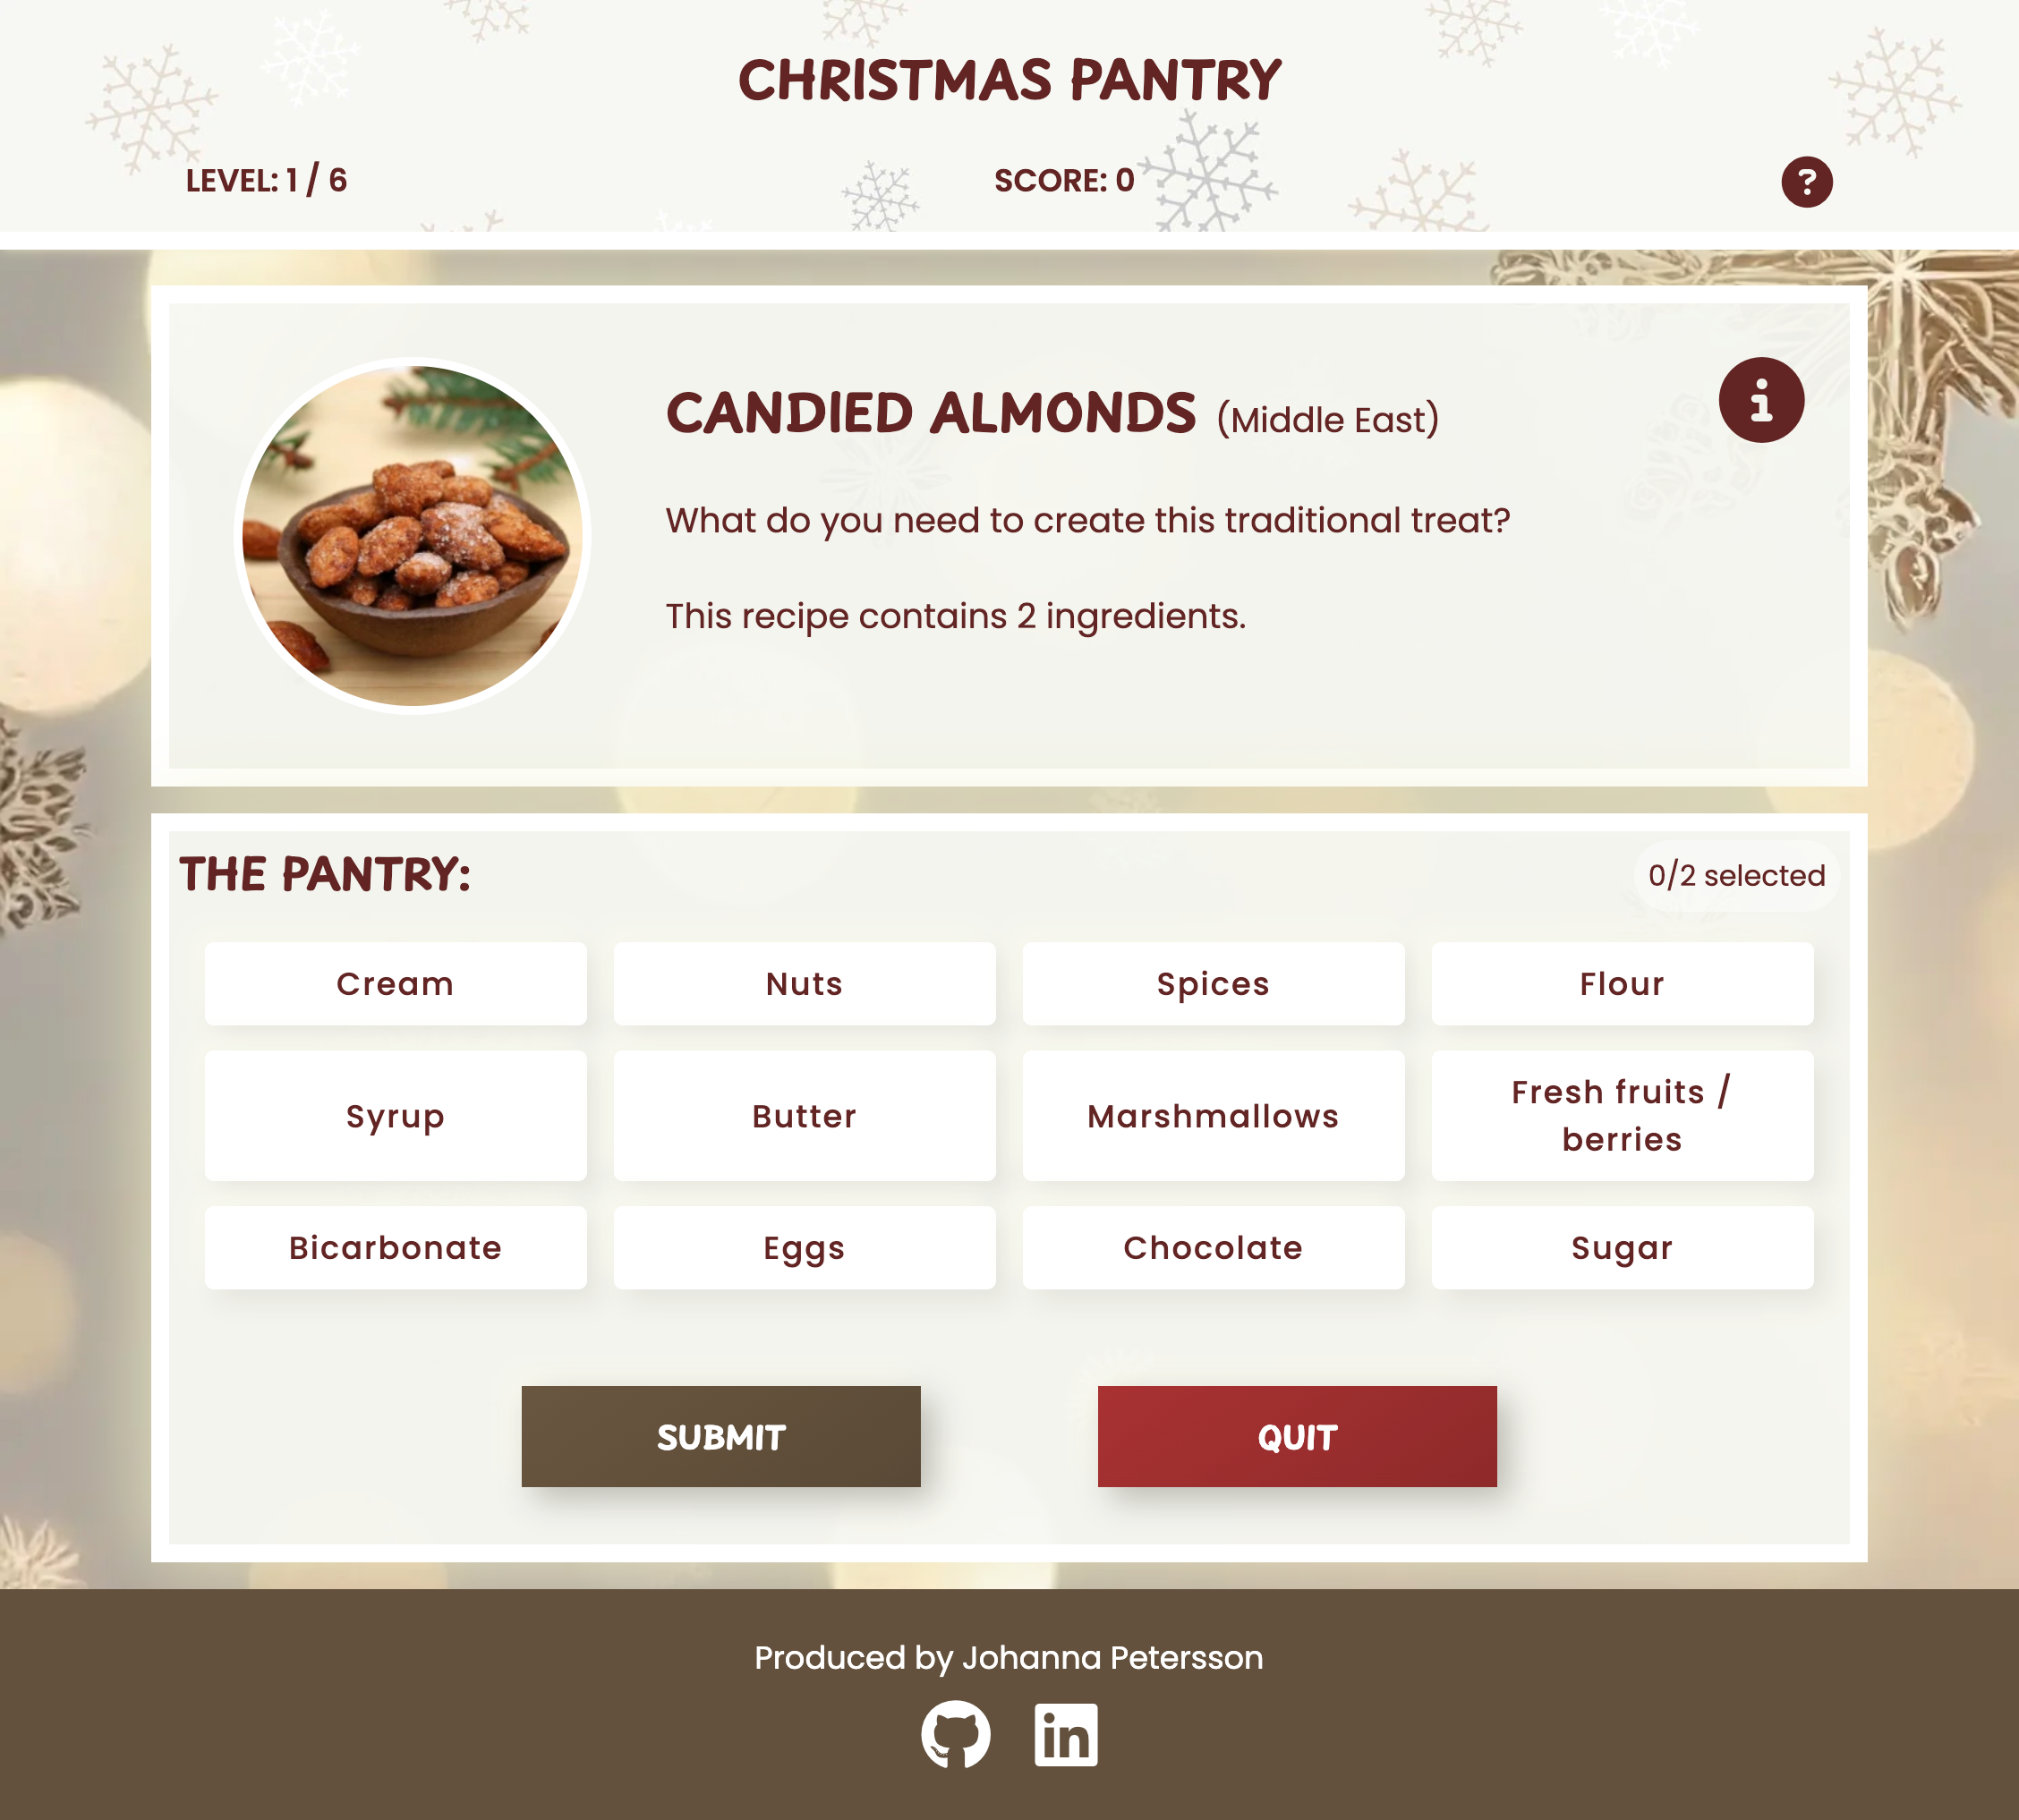 CHRISTMAS PANTRY
LEVEL: 1 / 6
SCORE: 0
?
CANDIED ALMONDS (Middle East)
i
What do you need to create this traditional treat?
This recipe contains 2 ingredients.
THE PANTRY:
0/2 selected
Cream
Nuts
Spices
Flour
Syrup
Butter
Marshmallows
Fresh fruits /
berries
Bicarbonate
Eggs
Chocolate
Sugar
SUBMIT
QUIT
Produced by Johanna Petersson
in